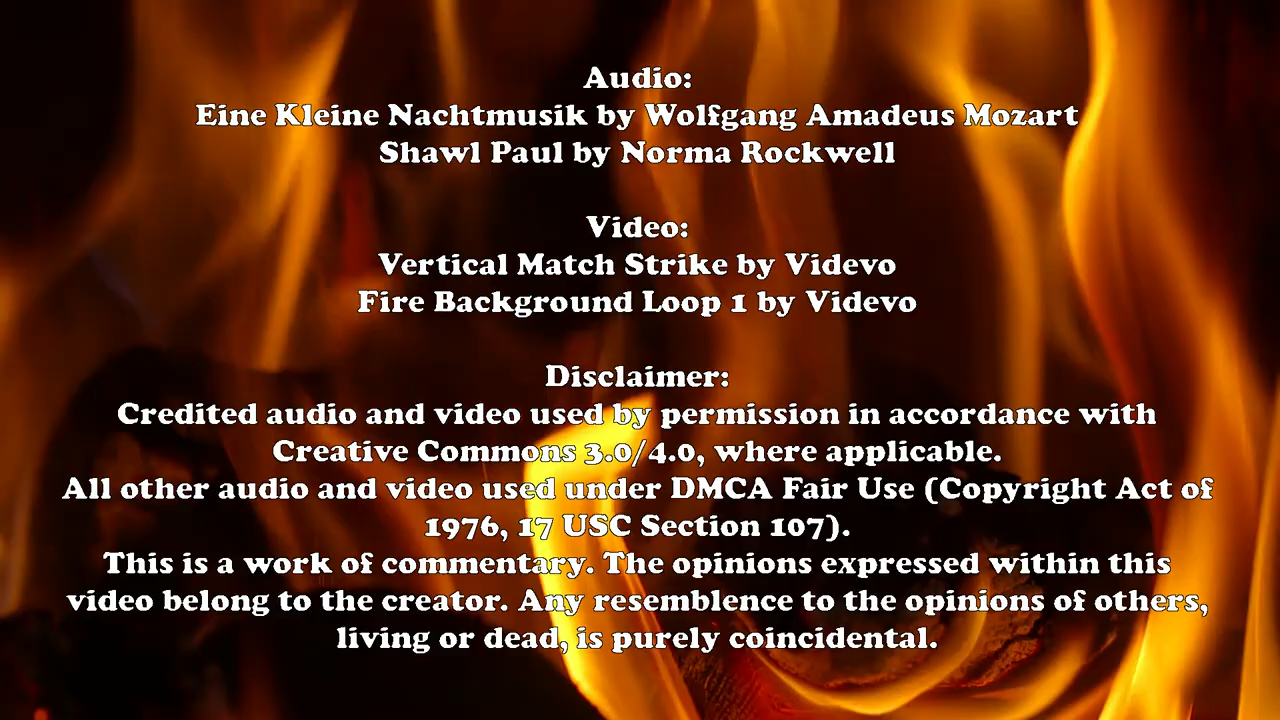 Audio:
Eine Kleine Nachtmusik by Wolfgang Amadeus Mozart
Shawl Paul by Norma Rockwell
Video:
Vertical Match Strike by Videvo
Fire Background Loop 1 by Videvo
Disclaimer:
Credited audio and video used by permission in accordance with
Creative Commons 3.0/4.0, where applicable.
All other audio and video used under DMCA Fair Use (Copyright Act of
1976, 17 USC Section 107).
This is a work of commentary. The opinions expressed within this
video belong to the creator. Any resemblence to the opinions of others,
living or dead, is purely coincidental.